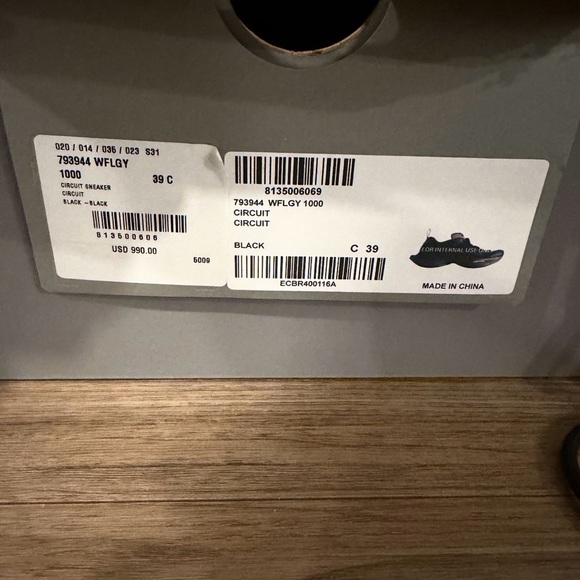 020 / 014 / 036 / 023 S31
793944 WFLGY
1000 39 C
CIRCUIT SNEAKER
CIRCUIT
BLACK -BLACK
813500606
USD 990.00
5009
8135006069
793944 WFLGY 1000
CIRCUIT
CIRCUIT
BLACK C 39
ECBR400116A
FOR INTERNAL USE ONLY
MADE IN CHINA